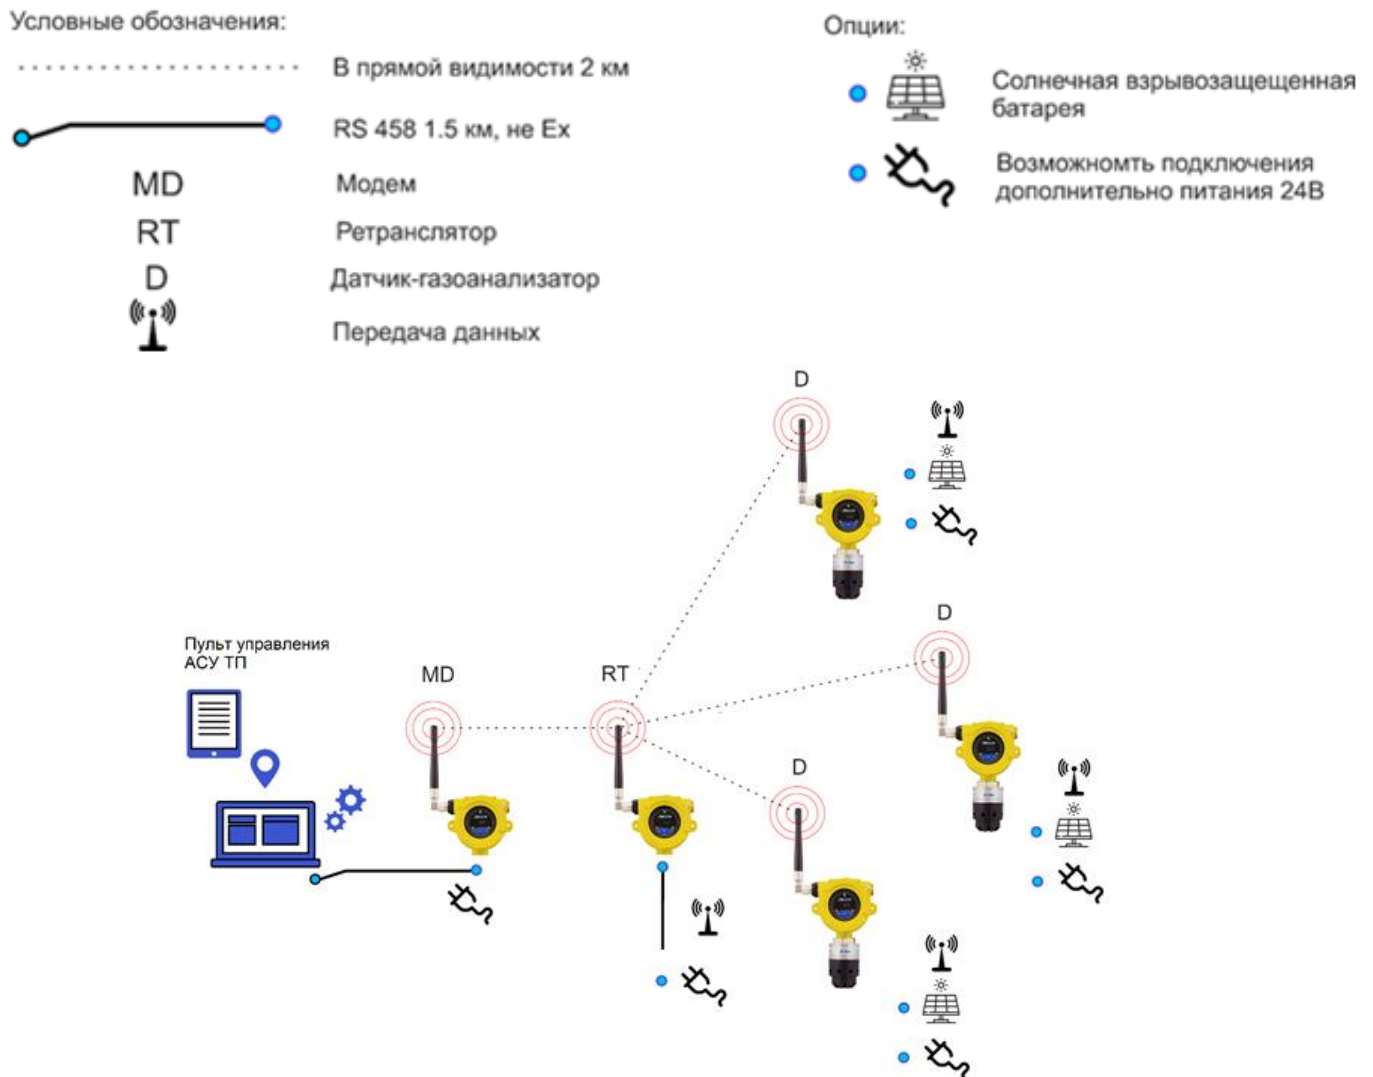 Условные обозначения:
В прямой видимости 2 км
RS 458 1.5 км, не Ex
MD
Модем
RT
Ретранслятор
D
Датчик-газоанализатор
Передача данных
Опции:
Солнечная взрывозащещенная
батарея
Возможномть подключения
дополнительно питания 24В
D
D
Пульт управления
АСУ ТП
MD
RT
D